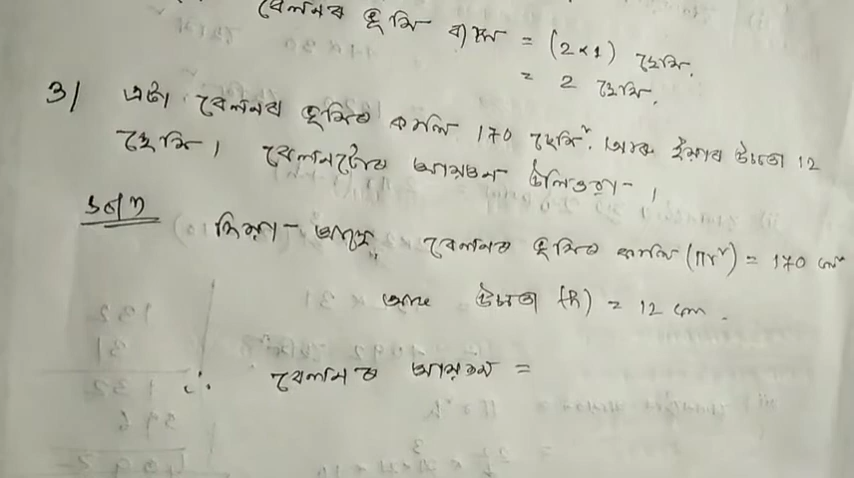 বেলনৰ ভূমিৰ ব্যাস = (2×1) ছেমি.
= 2 ছেমি.
3| এটা বেলনৰ ভূমিৰ কালি 170 ছেমি². আৰু ইয়াৰ উচ্চতা 12
ছেমি। বেলনটোৰ আয়তন উলিওৱা-।
উত্তৰ
দিয়া- আছে, বেলনৰ ভূমিৰ কালি (πr²) = 170 cm²
আৰু উচ্চতা (h) = 12 cm.
∴ বেলনৰ আয়তন =